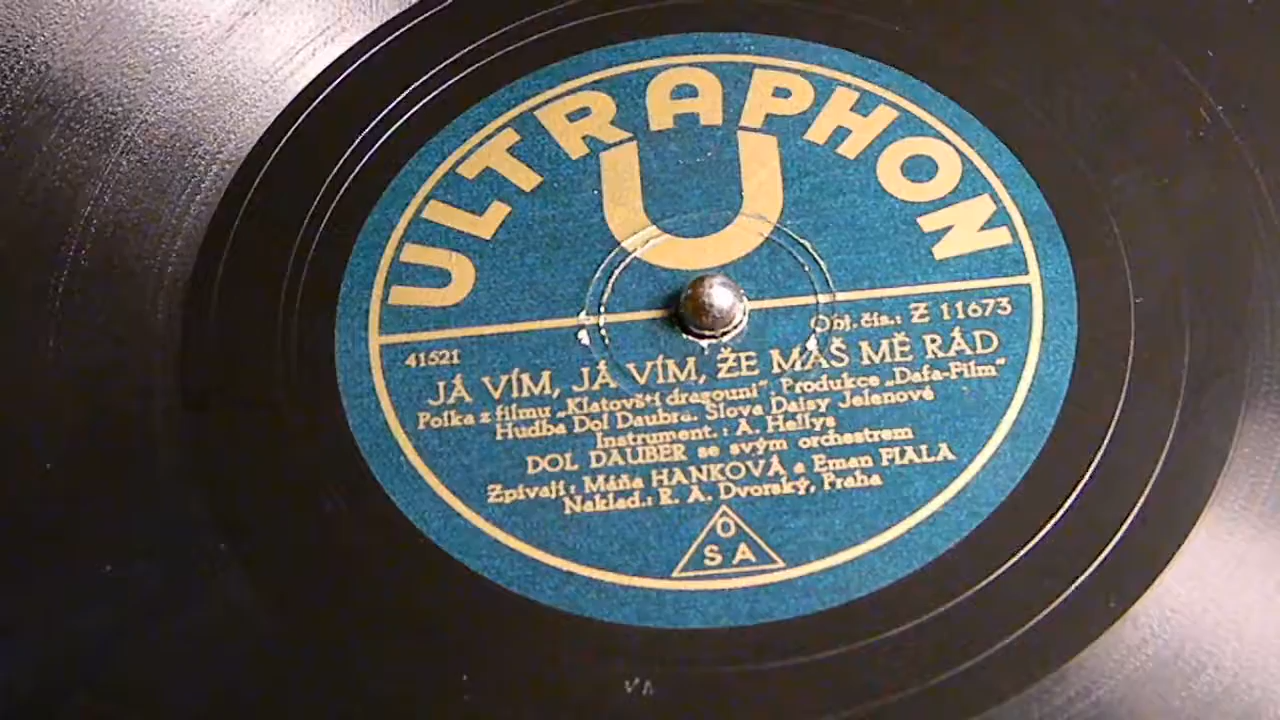 ULTRAPHON
U
Obj. čís.: Z 11673
41521
JÁ VÍM, JÁ VÍM, ŽE MÁŠ MĚ RÁD
Polka z filmu „Klatovští dragouni”. Produkce „Dafa-Film”
Hudba Dol Daubra. Slova Daisy Jelenové
Instrument.: A. Hellys
DOL DAUBER se svým orchestrem
Zpívají: Máňa HANKOVÁ a Eman FIALA
Naklad.: R. A. Dvorský, Praha
O
S A